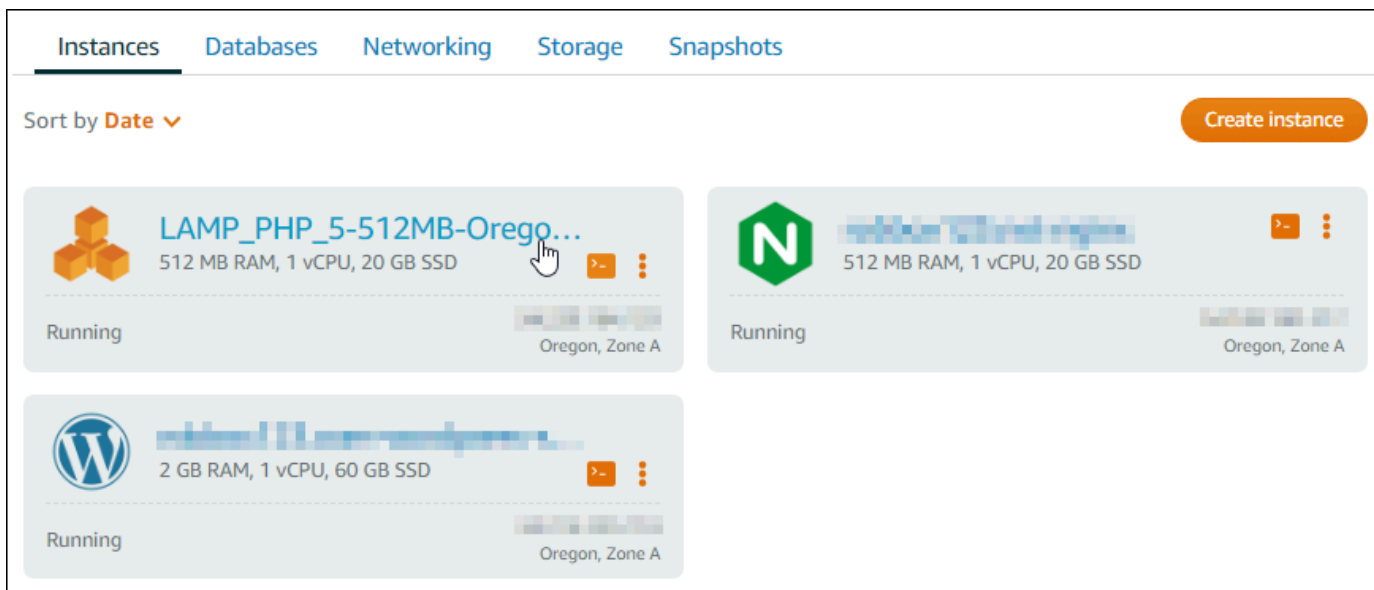 Instances Databases Networking Storage Snapshots
Sort by Date
Create instance
LAMP_PHP_5-512MB-Orego...
512 MB RAM, 1 vCPU, 20 GB SSD
Running
Oregon, Zone A
512 MB RAM, 1 vCPU, 20 GB SSD
Running
Oregon, Zone A
2 GB RAM, 1 vCPU, 60 GB SSD
Running
Oregon, Zone A